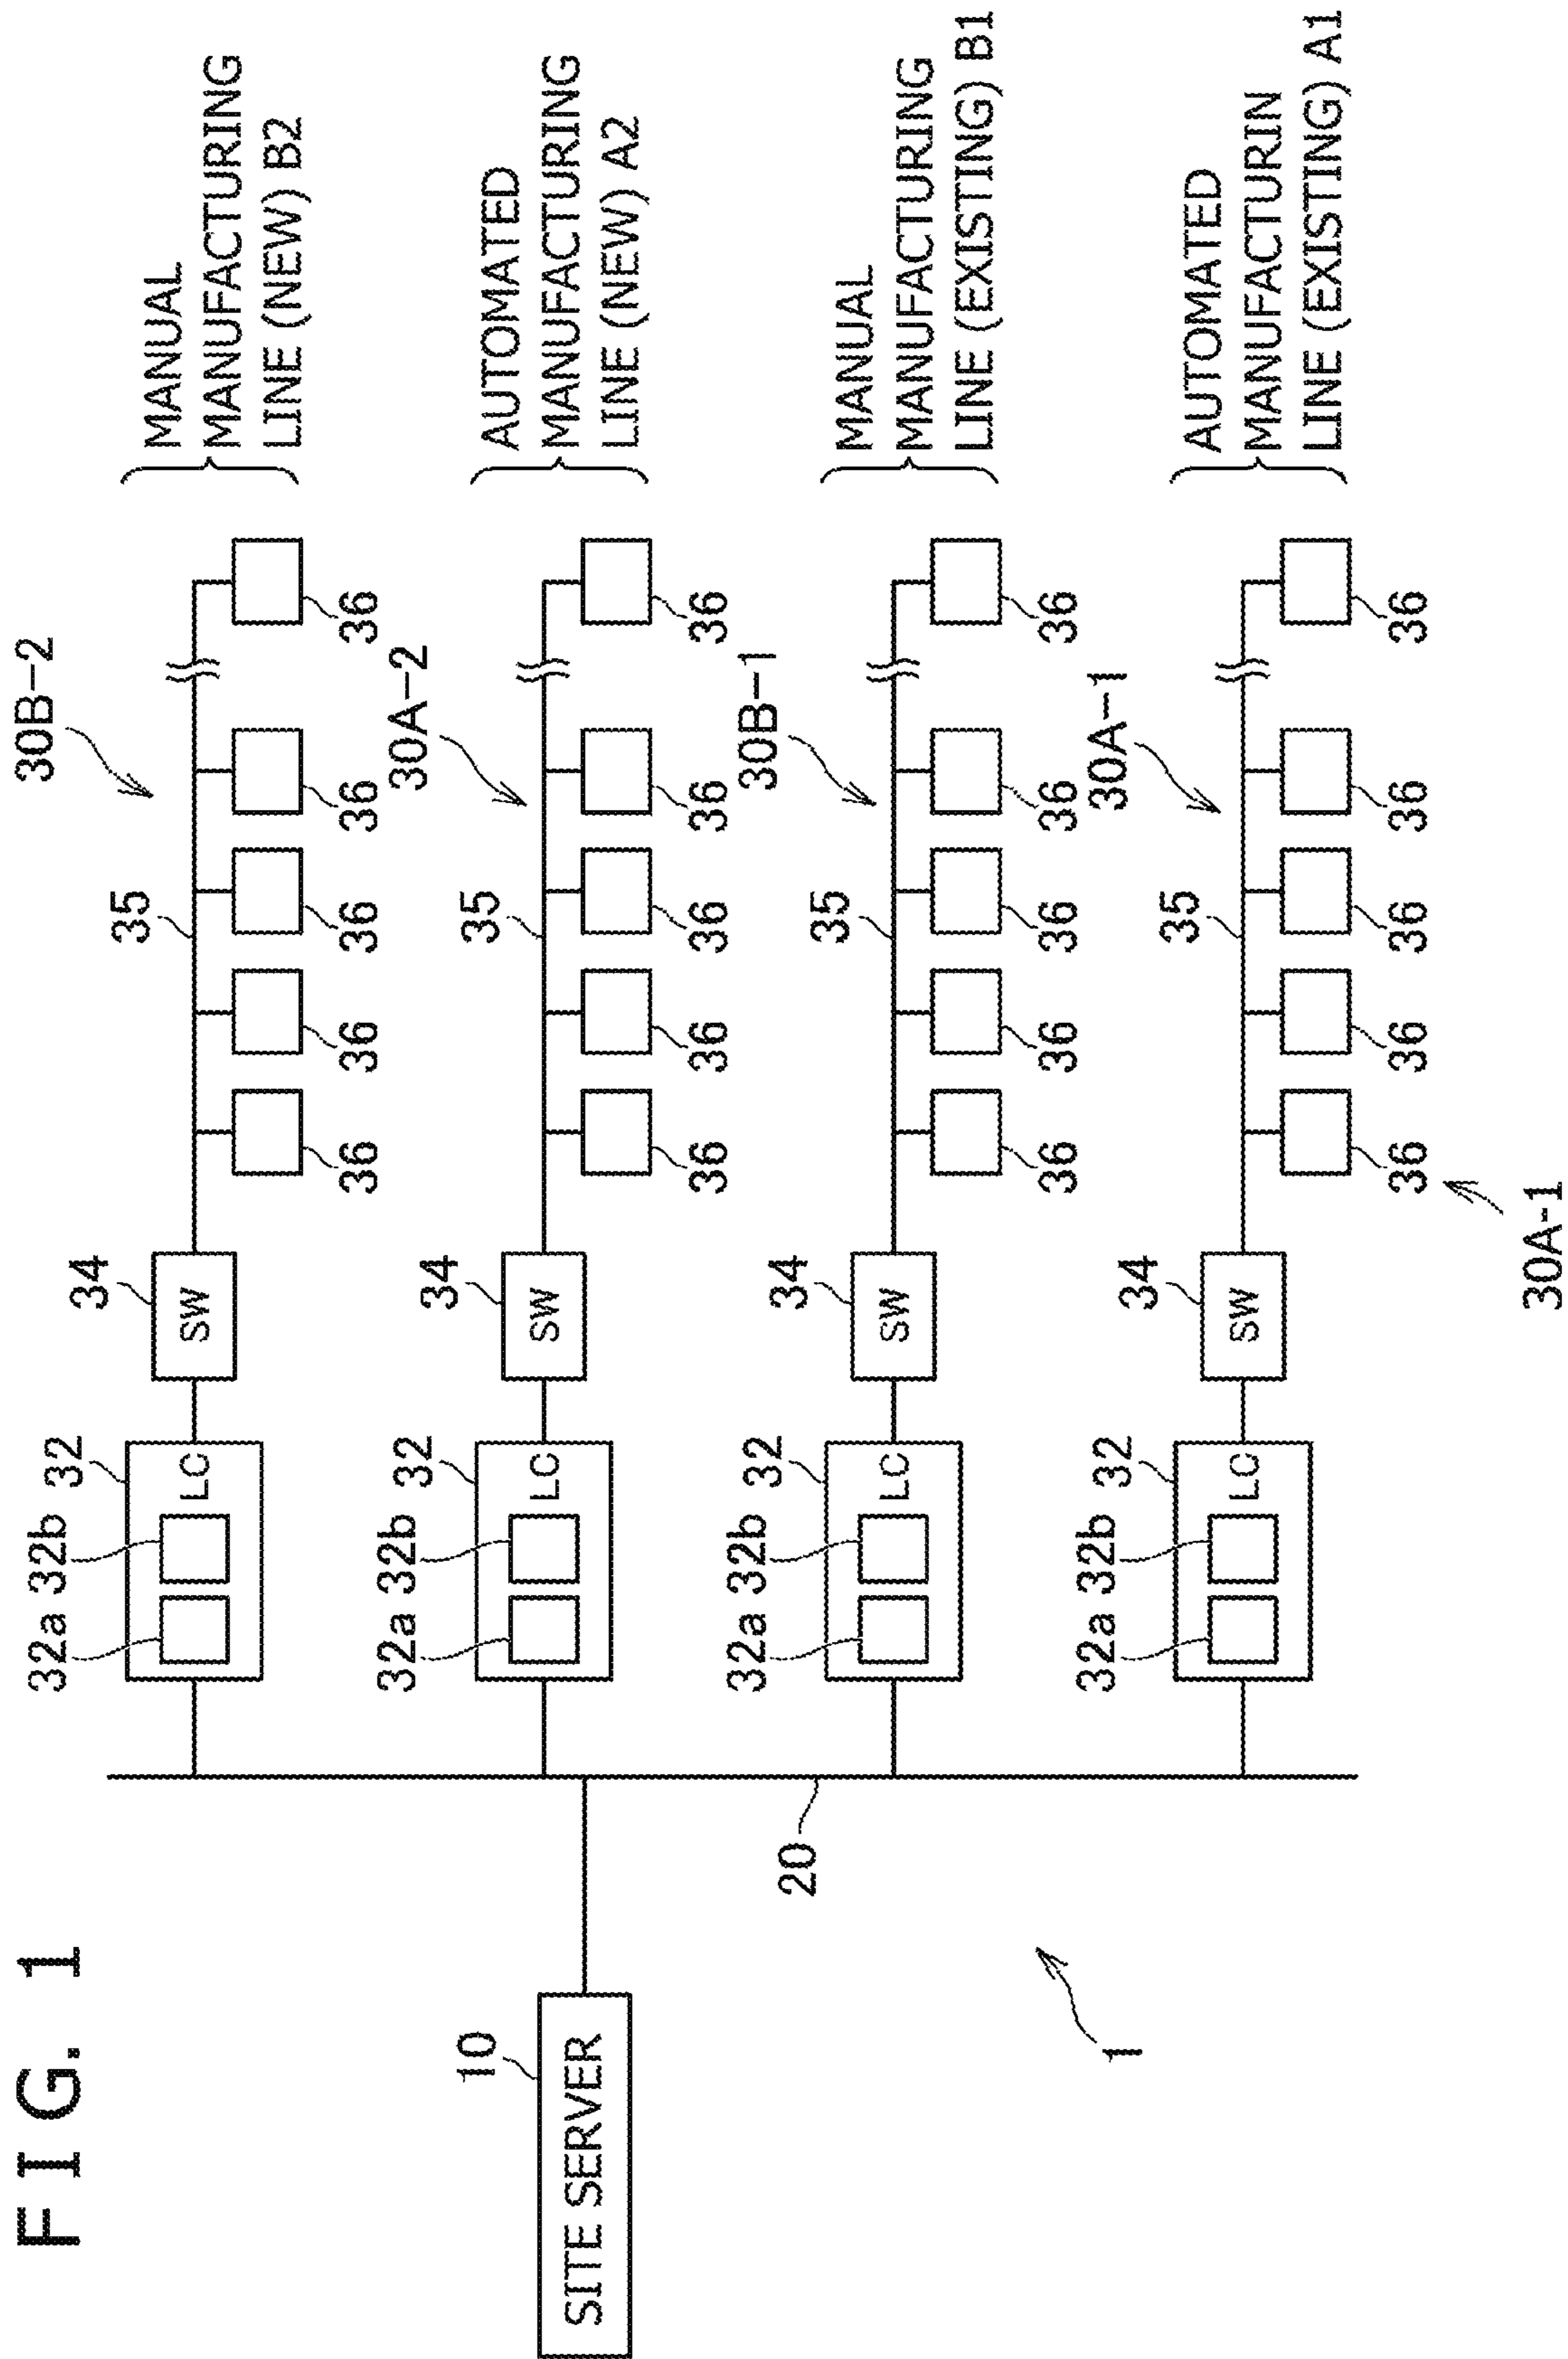 FIG. 1
30B-2
32a 32b 32 34 35
LC SW
36 36 36 36 36
MANUAL
MANUFACTURING
LINE (NEW) B2
30A-2
32a 32b 32 34 35
LC SW
36 36 36 36 36
AUTOMATED
MANUFACTURING
LINE (NEW) A2
10
SITE SERVER
20
30B-1
32a 32b 32 34 35
LC SW
36 36 36 36 36
MANUAL
MANUFACTURING
LINE (EXISTING) B1
1
30A-1
32a 32b 32 34 35
LC SW
36 36 36 36 36
AUTOMATED
MANUFACTURIN
LINE (EXISTING) A1
30A-1